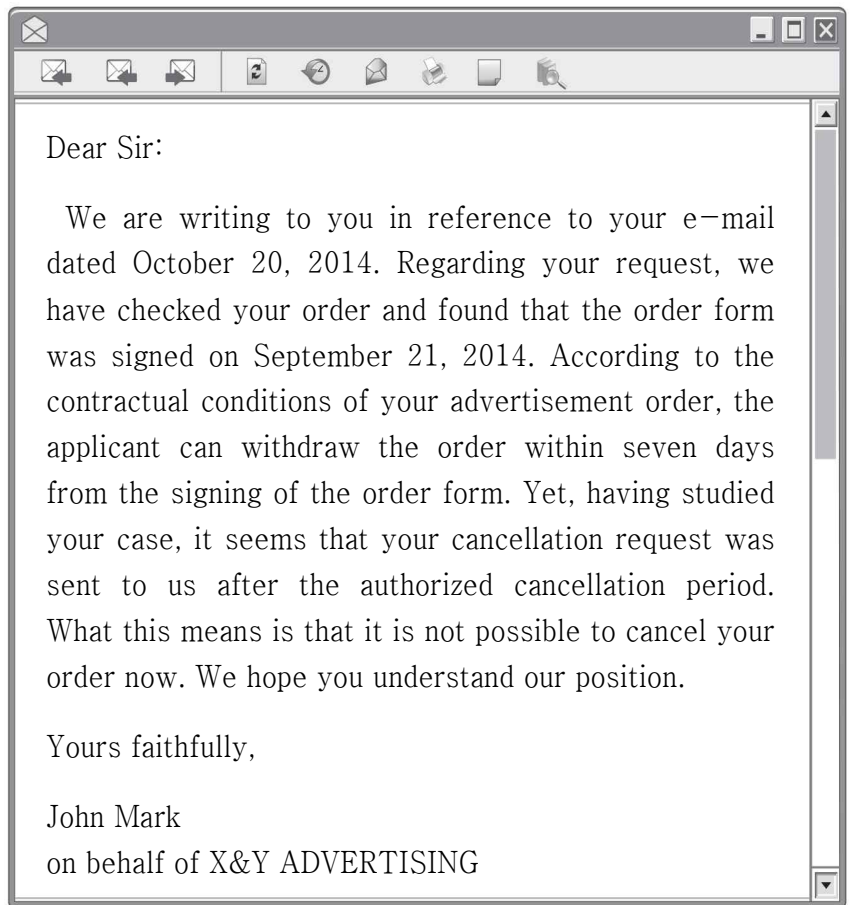 Dear Sir:
We are writing to you in reference to your e-mail
dated October 20, 2014. Regarding your request, we
have checked your order and found that the order form
was signed on September 21, 2014. According to the
contractual conditions of your advertisement order, the
applicant can withdraw the order within seven days
from the signing of the order form. Yet, having studied
your case, it seems that your cancellation request was
sent to us after the authorized cancellation period.
What this means is that it is not possible to cancel your
order now. We hope you understand our position.
Yours faithfully,
John Mark
on behalf of X&Y ADVERTISING